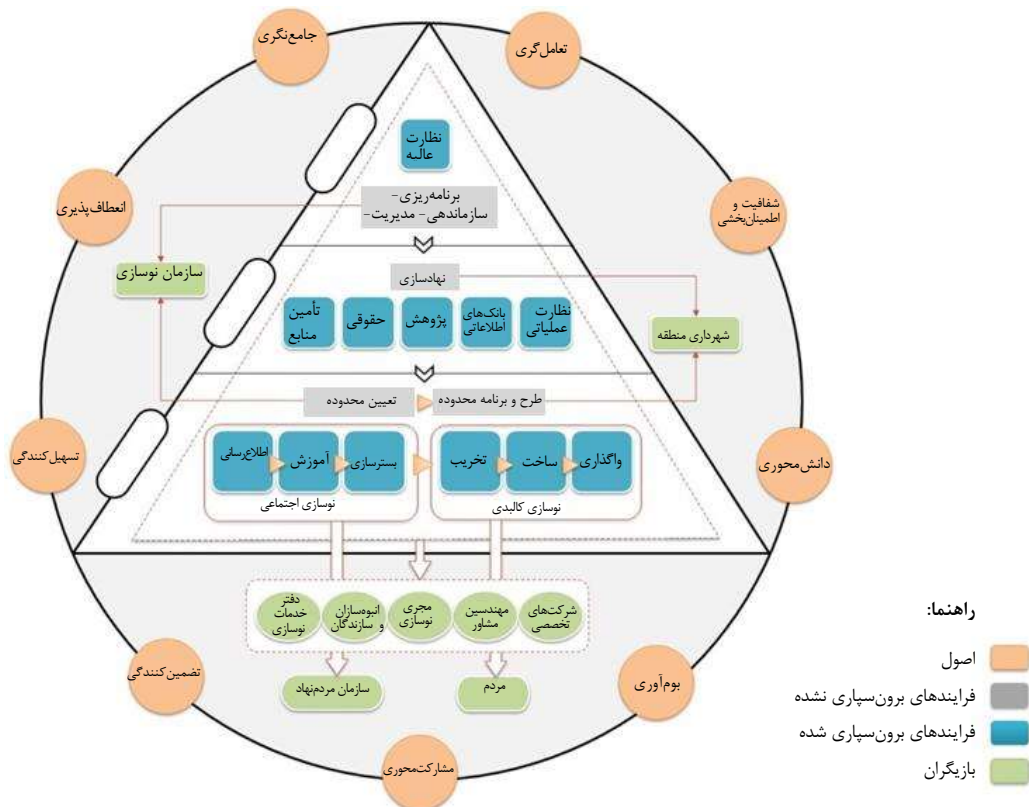 جامع‌نگری
تعامل‌گری
انعطاف‌پذیری
شفافیت و
اطمینان‌بخشی
نظارت
عالیه
برنامه‌ریزی-
سازماندهی- مدیریت-
سازمان نوسازی
نهادسازی
تأمین
منابع
حقوقی
پژوهش
بانک‌های
اطلاعاتی
نظارت
عملیاتی
شهرداری منطقه
تعیین محدوده
طرح و برنامه محدوده
تسهیل‌کنندگی
دانش‌محوری
اطلاع‌رسانی
آموزش
بسترسازی
نوسازی اجتماعی
تخریب
ساخت
واگذاری
نوسازی کالبدی
دفتر
خدمات
نوسازی
انبوه‌سازان
و سازندگان
مجری
نوسازی
مهندسین
مشاور
شرکت‌های
تخصصی
تضمین‌کنندگی
بوم‌آوری
سازمان مردم‌نهاد
مردم
مشارکت‌محوری
راهنما:
اصول
فرایندهای برون‌سپاری نشده
فرایندهای برون‌سپاری شده
بازیگران